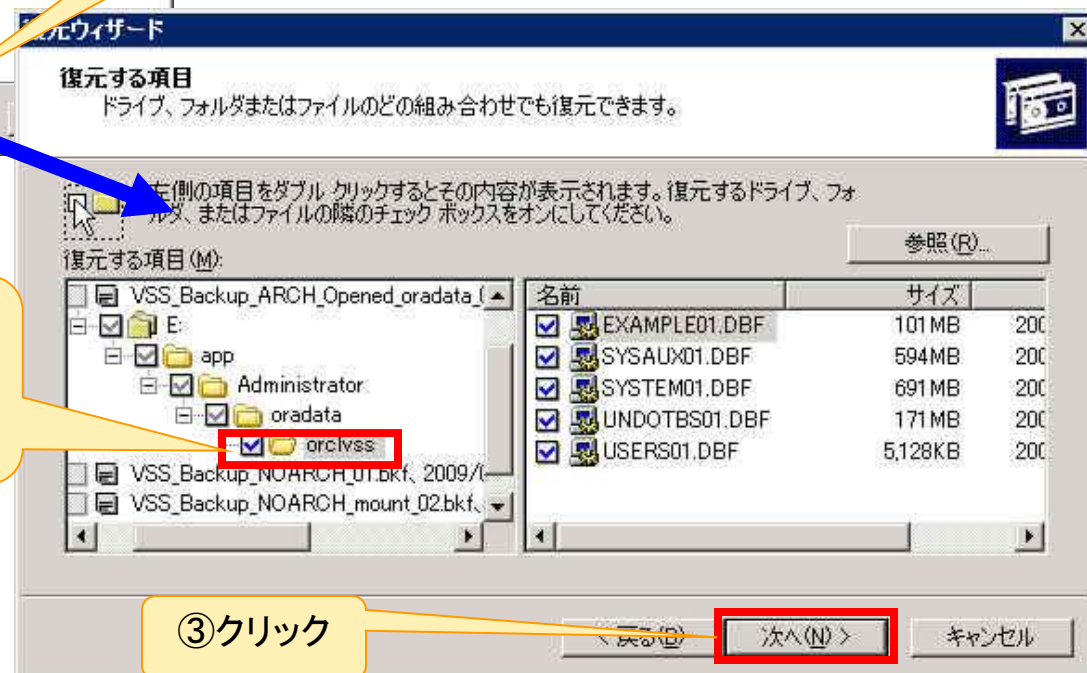 復元ウィザード
復元する項目
ドライブ、フォルダまたはファイルのどの組み合わせでも復元できます。
左側の項目をダブル クリックするとその内容が表示されます。復元するドライブ、フォ
ルダ、またはファイルの隣のチェック ボックスをオンにしてください。
参照(R)...
復元する項目(M):
VSS_Backup_ARCH_Opened_oradata_(
E:
app
Administrator
oradata
orclvss
VSS_Backup_NOARCH_01.bkf、2009/
VSS_Backup_NOARCH_mount_02.bkf、
名前 サイズ
EXAMPLE01.DBF 101MB 200
SYSAUX01.DBF 594MB 200
SYSTEM01.DBF 691MB 200
UNDOTBS01.DBF 171MB 200
USERS01.DBF 5,128KB 200
③クリック
< 戻る(B) 次へ(N) > キャンセル